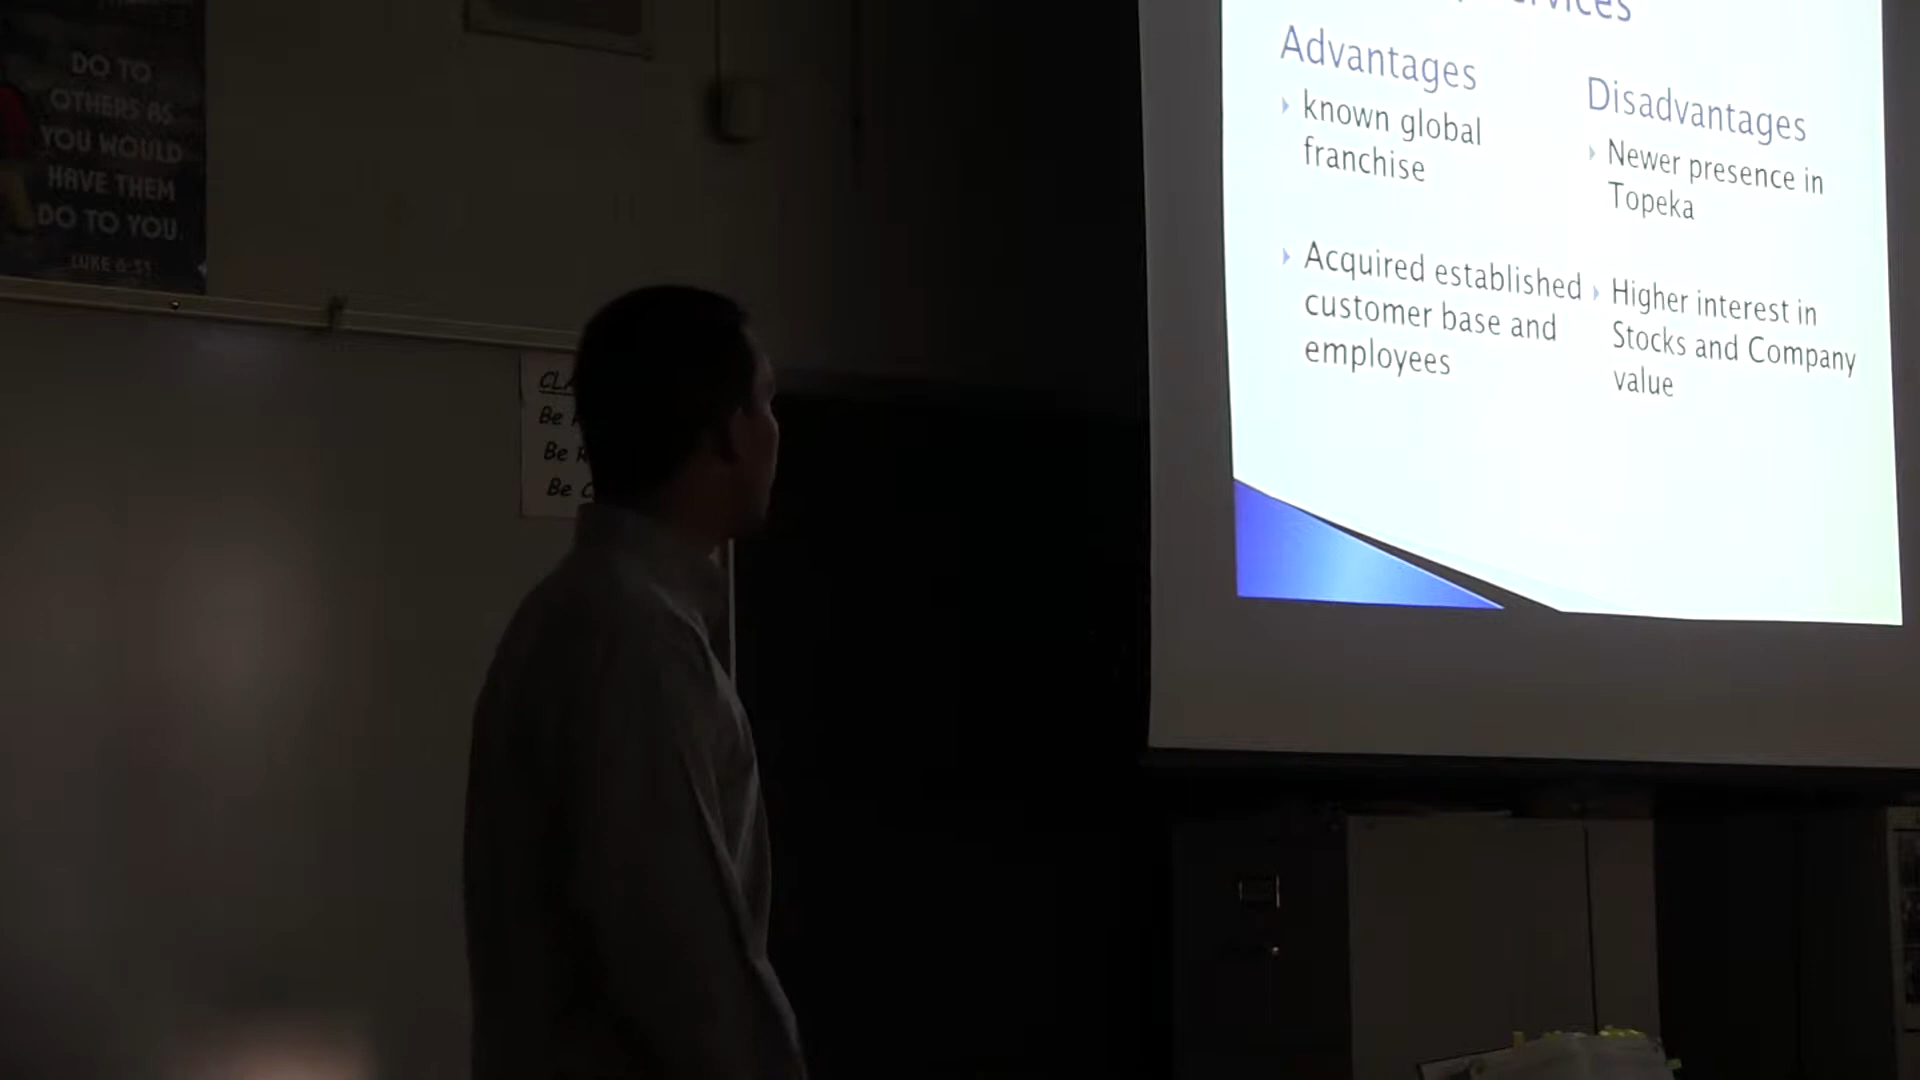 DO TO
OTHERS AS
YOU WOULD
HAVE THEM
DO TO YOU.
Be
Be
Be
Advantages
known global
franchise
Acquired established
customer base and
employees
Disadvantages
Newer presence in
Topeka
Higher interest in
Stocks and Company
value